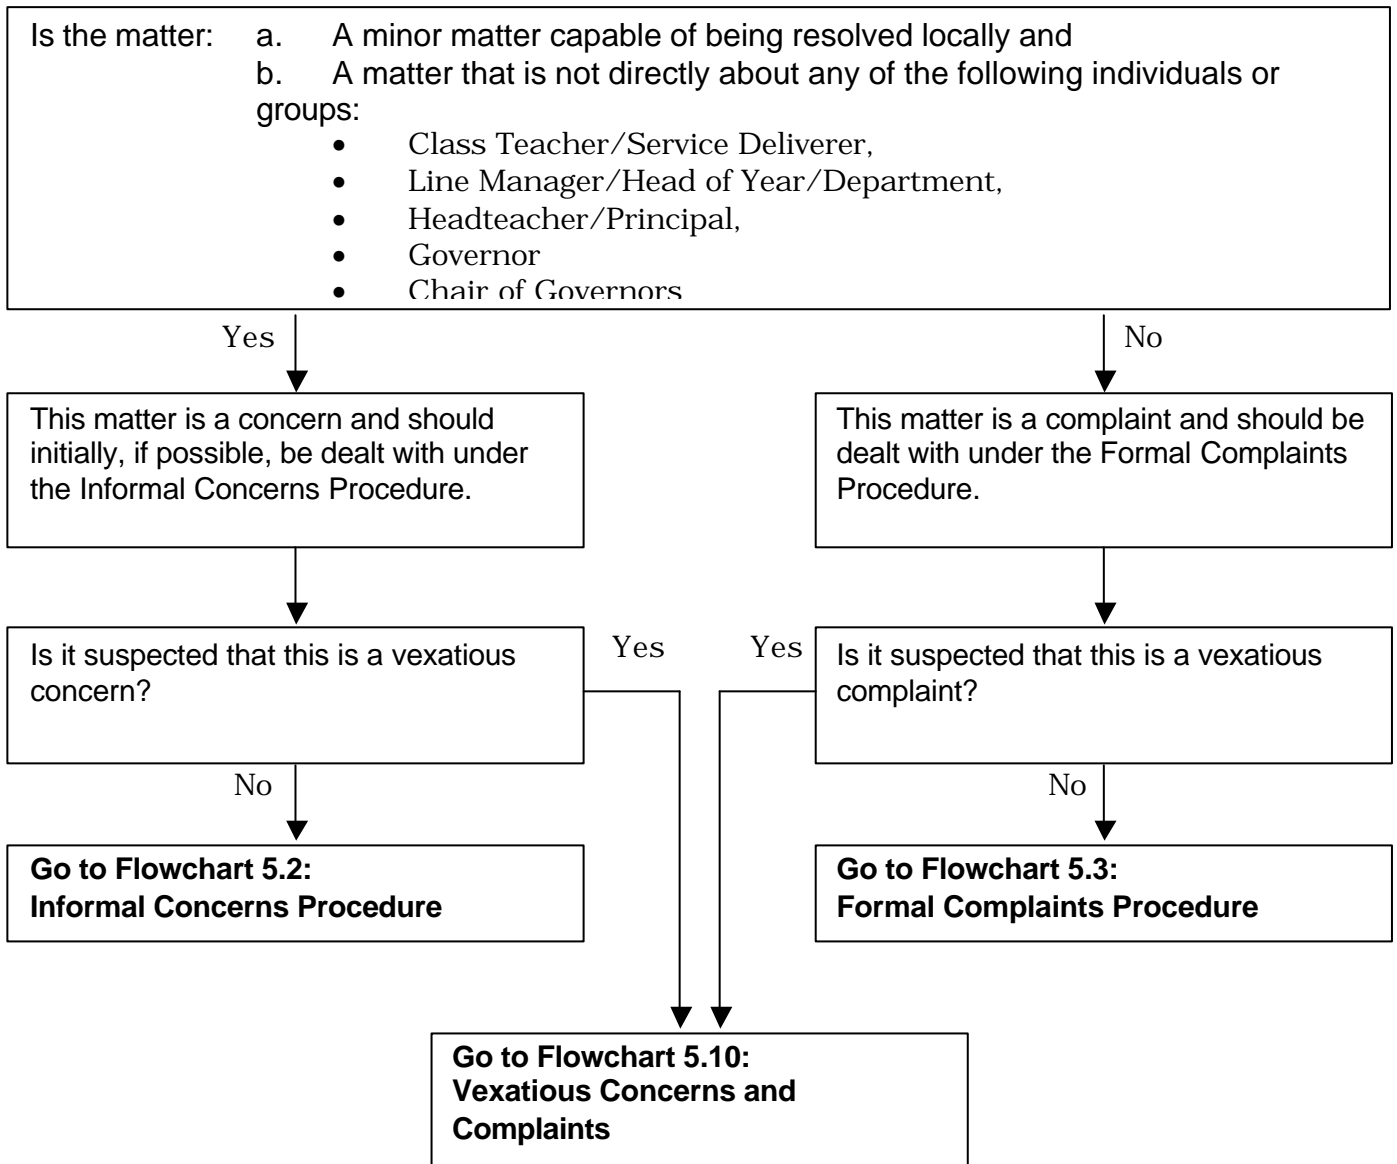 Is the matter: a. A minor matter capable of being resolved locally and
b. A matter that is not directly about any of the following individuals or
groups:
• Class Teacher/Service Deliverer,
• Line Manager/Head of Year/Department,
• Headteacher/Principal,
• Governor
• Chair of Governors
Yes
No
This matter is a concern and should
initially, if possible, be dealt with under
the Informal Concerns Procedure.
This matter is a complaint and should be
dealt with under the Formal Complaints
Procedure.
Is it suspected that this is a vexatious
concern?
Yes
Yes
Is it suspected that this is a vexatious
complaint?
No
No
Go to Flowchart 5.2:
Informal Concerns Procedure
Go to Flowchart 5.3:
Formal Complaints Procedure
Go to Flowchart 5.10:
Vexatious Concerns and
Complaints